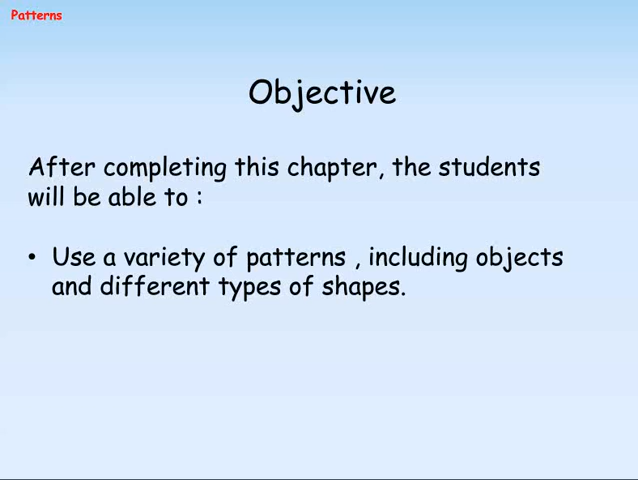 Patterns
Objective
After completing this chapter, the students
will be able to :
• Use a variety of patterns , including objects
and different types of shapes.